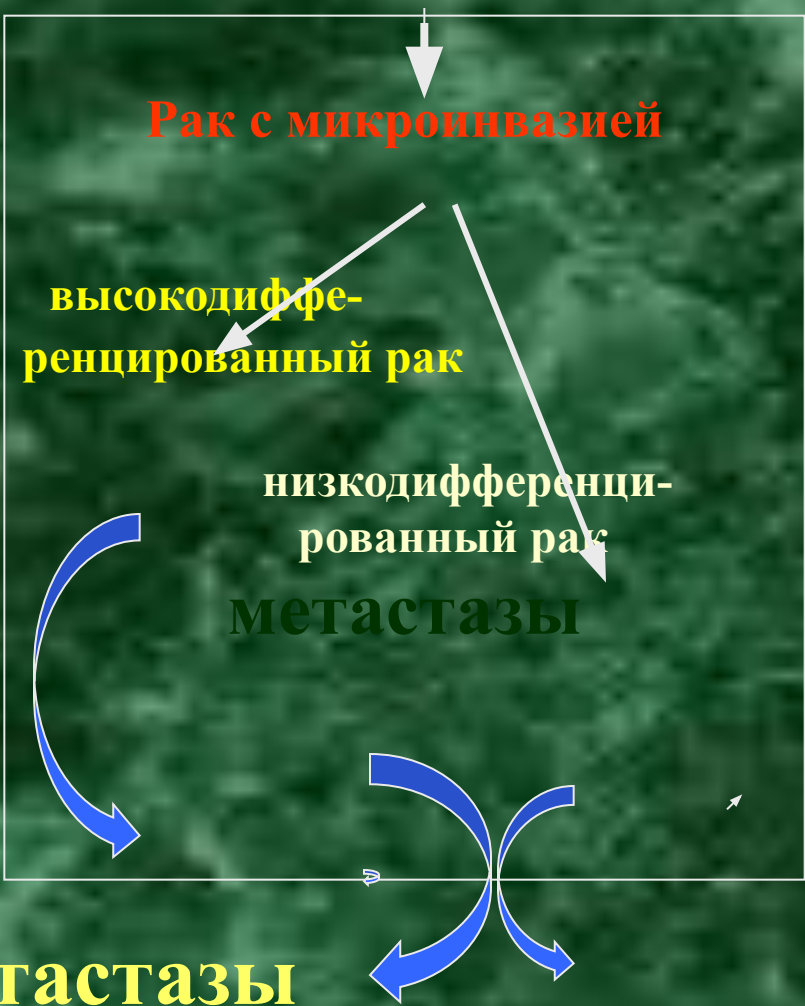 Рак с микроинвазией
высокодиффе-
ренцированный рак
низкодифференци-
рованный рак
метастазы
тастазы